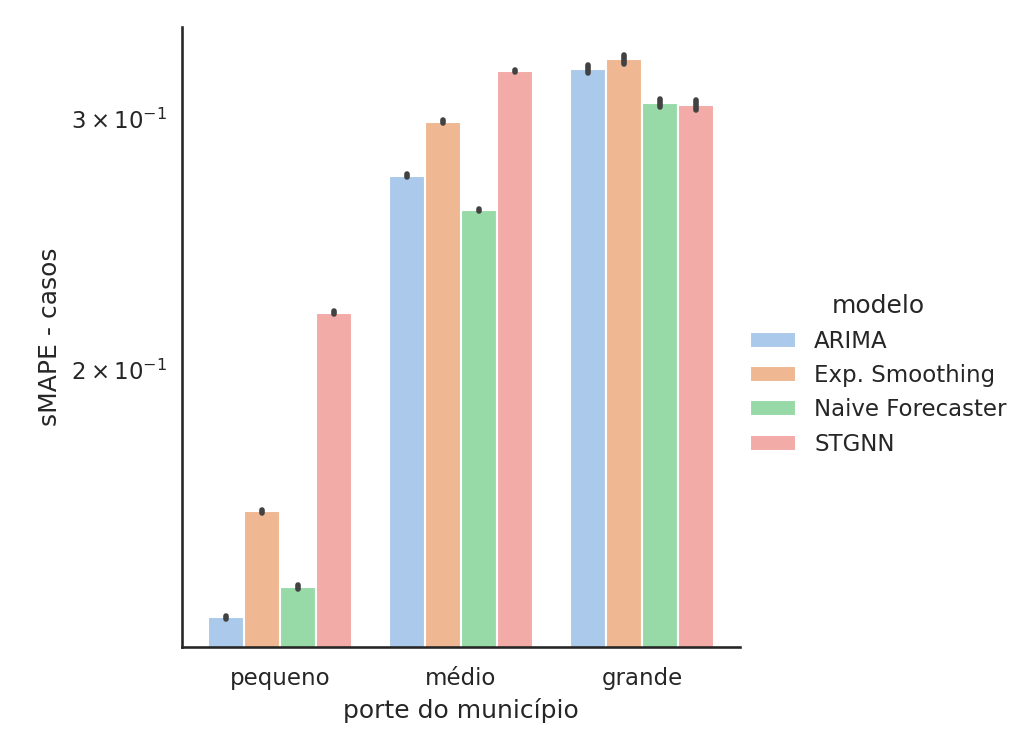 3 × 10⁻¹
2 × 10⁻¹
sMAPE - casos
pequeno
médio
grande
porte do município
modelo
ARIMA
Exp. Smoothing
Naive Forecaster
STGNN